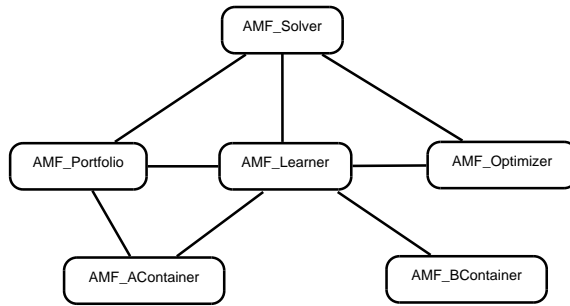 AMF_Solver
AMF_Portfolio
AMF_Learner
AMF_Optimizer
AMF_AContainer
AMF_BContainer